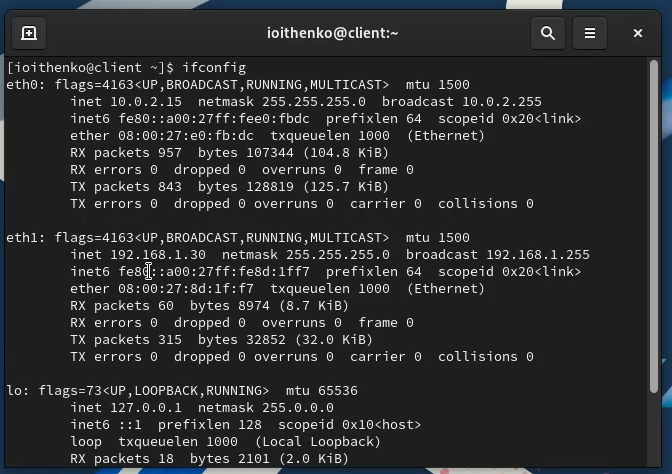 ioithenko@client:~
[ioithenko@client ~]$ ifconfig
eth0: flags=4163<UP,BROADCAST,RUNNING,MULTICAST>  mtu 1500
        inet 10.0.2.15  netmask 255.255.255.0  broadcast 10.0.2.255
        inet6 fe80::a00:27ff:fee0:fbdc  prefixlen 64  scopeid 0x20<link>
        ether 08:00:27:e0:fb:dc  txqueuelen 1000  (Ethernet)
        RX packets 957  bytes 107344 (104.8 KiB)
        RX errors 0  dropped 0  overruns 0  frame 0
        TX packets 843  bytes 128819 (125.7 KiB)
        TX errors 0  dropped 0 overruns 0  carrier 0  collisions 0
eth1: flags=4163<UP,BROADCAST,RUNNING,MULTICAST>  mtu 1500
        inet 192.168.1.30  netmask 255.255.255.0  broadcast 192.168.1.255
        inet6 fe80::a00:27ff:fe8d:1ff7  prefixlen 64  scopeid 0x20<link>
        ether 08:00:27:8d:1f:f7  txqueuelen 1000  (Ethernet)
        RX packets 60  bytes 8974 (8.7 KiB)
        RX errors 0  dropped 0  overruns 0  frame 0
        TX packets 315  bytes 32852 (32.0 KiB)
        TX errors 0  dropped 0 overruns 0  carrier 0  collisions 0
lo: flags=73<UP,LOOPBACK,RUNNING>  mtu 65536
        inet 127.0.0.1  netmask 255.0.0.0
        inet6 ::1  prefixlen 128  scopeid 0x10<host>
        loop  txqueuelen 1000  (Local Loopback)
        RX packets 18  bytes 2101 (2.0 KiB)